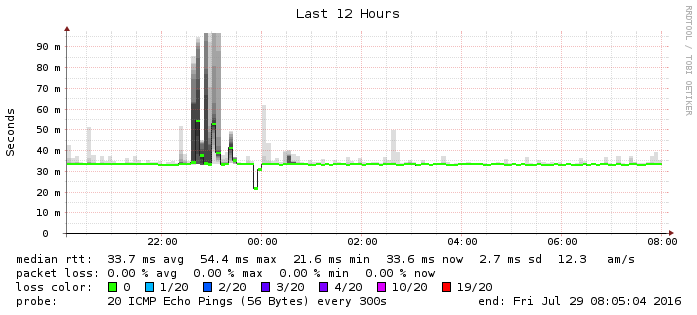 Last 12 Hours
RRDTOOL / TOBI OETIKER
Seconds
90 m
80 m
70 m
60 m
50 m
40 m
30 m
20 m
10 m
0 m
22:00 00:00 02:00 04:00 06:00 08:00
median rtt: 33.7 ms avg 54.4 ms max 21.6 ms min 33.6 ms now 2.7 ms sd 12.3 am/s
packet loss: 0.00 % avg 0.00 % max 0.00 % min 0.00 % now
loss color: 0 1/20 2/20 3/20 4/20 10/20 19/20
probe: 20 ICMP Echo Pings (56 Bytes) every 300s end: Fri Jul 29 08:05:04 2016